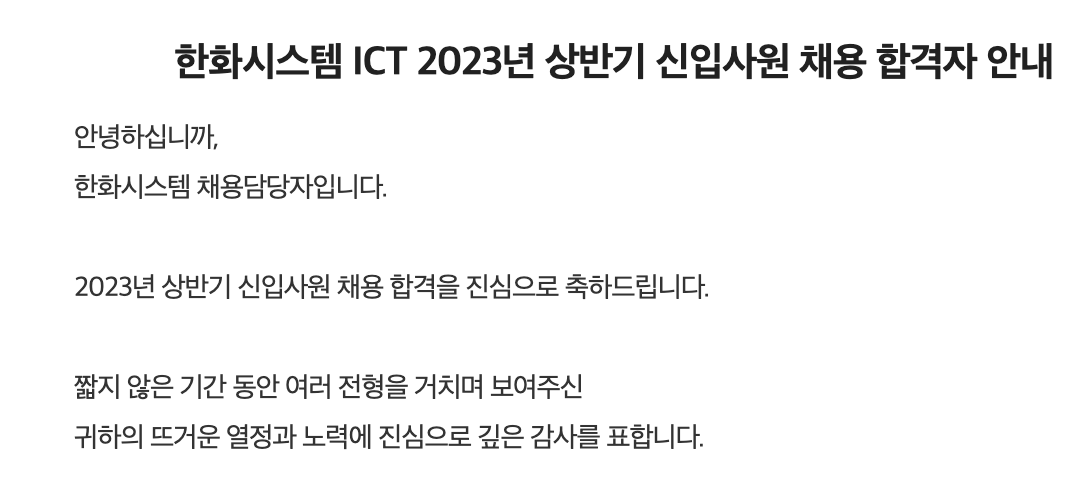 한화시스템 ICT 2023년 상반기 신입사원 채용 합격자 안내
안녕하십니까,
한화시스템 채용담당자입니다.
2023년 상반기 신입사원 채용 합격을 진심으로 축하드립니다.
짧지 않은 기간 동안 여러 전형을 거치며 보여주신
귀하의 뜨거운 열정과 노력에 진심으로 깊은 감사를 표합니다.